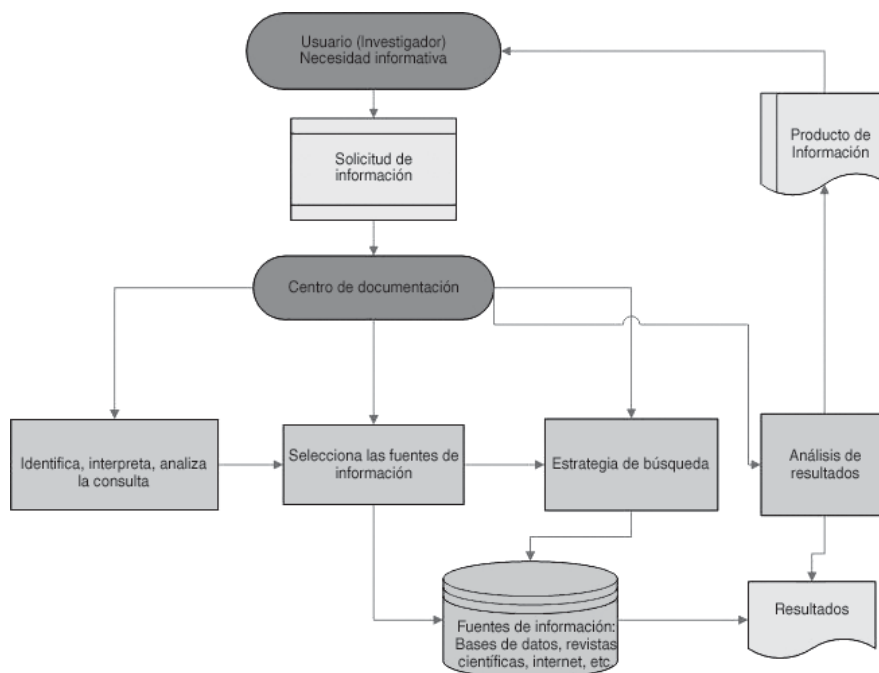 Usuario (Investigador)
Necesidad informativa
Producto de
Información
Solicitud de
información
Centro de documentación
Identifica, interpreta, analiza
la consulta
Selecciona las fuentes de
información
Estrategia de búsqueda
Análisis de
resultados
Fuentes de información:
Bases de datos, revistas
científicas, internet, etc.
Resultados